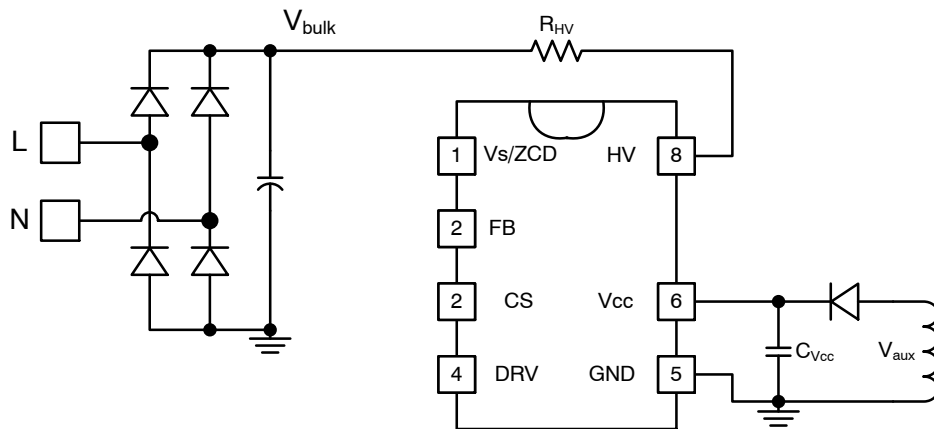 V_bulk
R_HV
L
N
1 Vs/ZCD HV 8
2 FB
2 CS Vcc 6
4 DRV GND 5
C_Vcc
V_aux